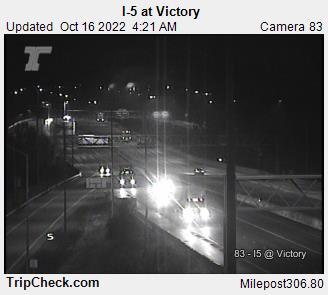 I-5 at Victory
Updated Oct 16 2022 4:21 AM Camera 83
T
S
83 - I5 @ Victory
TripCheck.com Milepost306.80